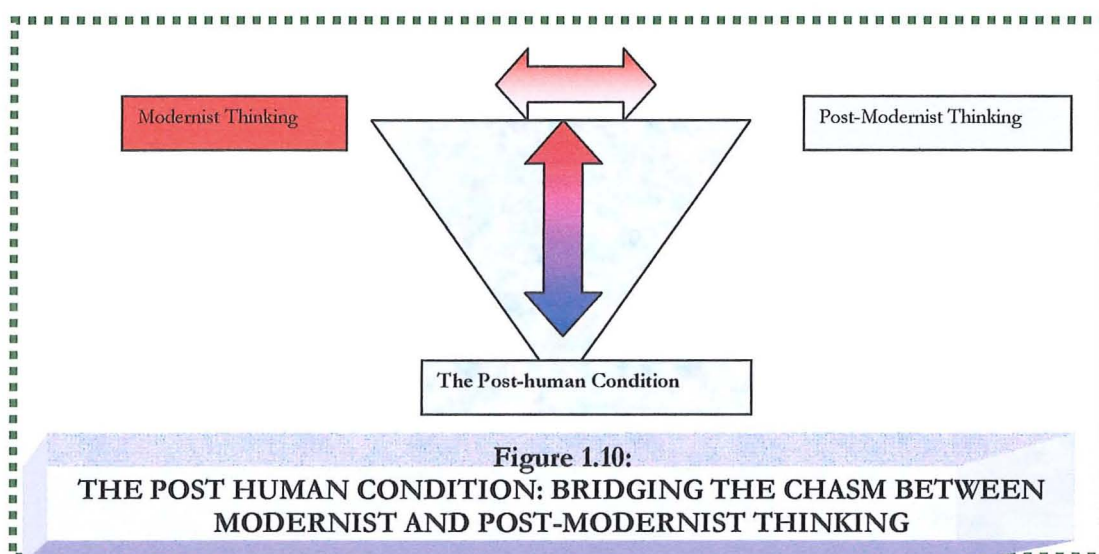 Modernist Thinking
Post-Modernist Thinking
The Post-human Condition
Figure 1.10:
THE POST HUMAN CONDITION: BRIDGING THE CHASM BETWEEN
MODERNIST AND POST-MODERNIST THINKING